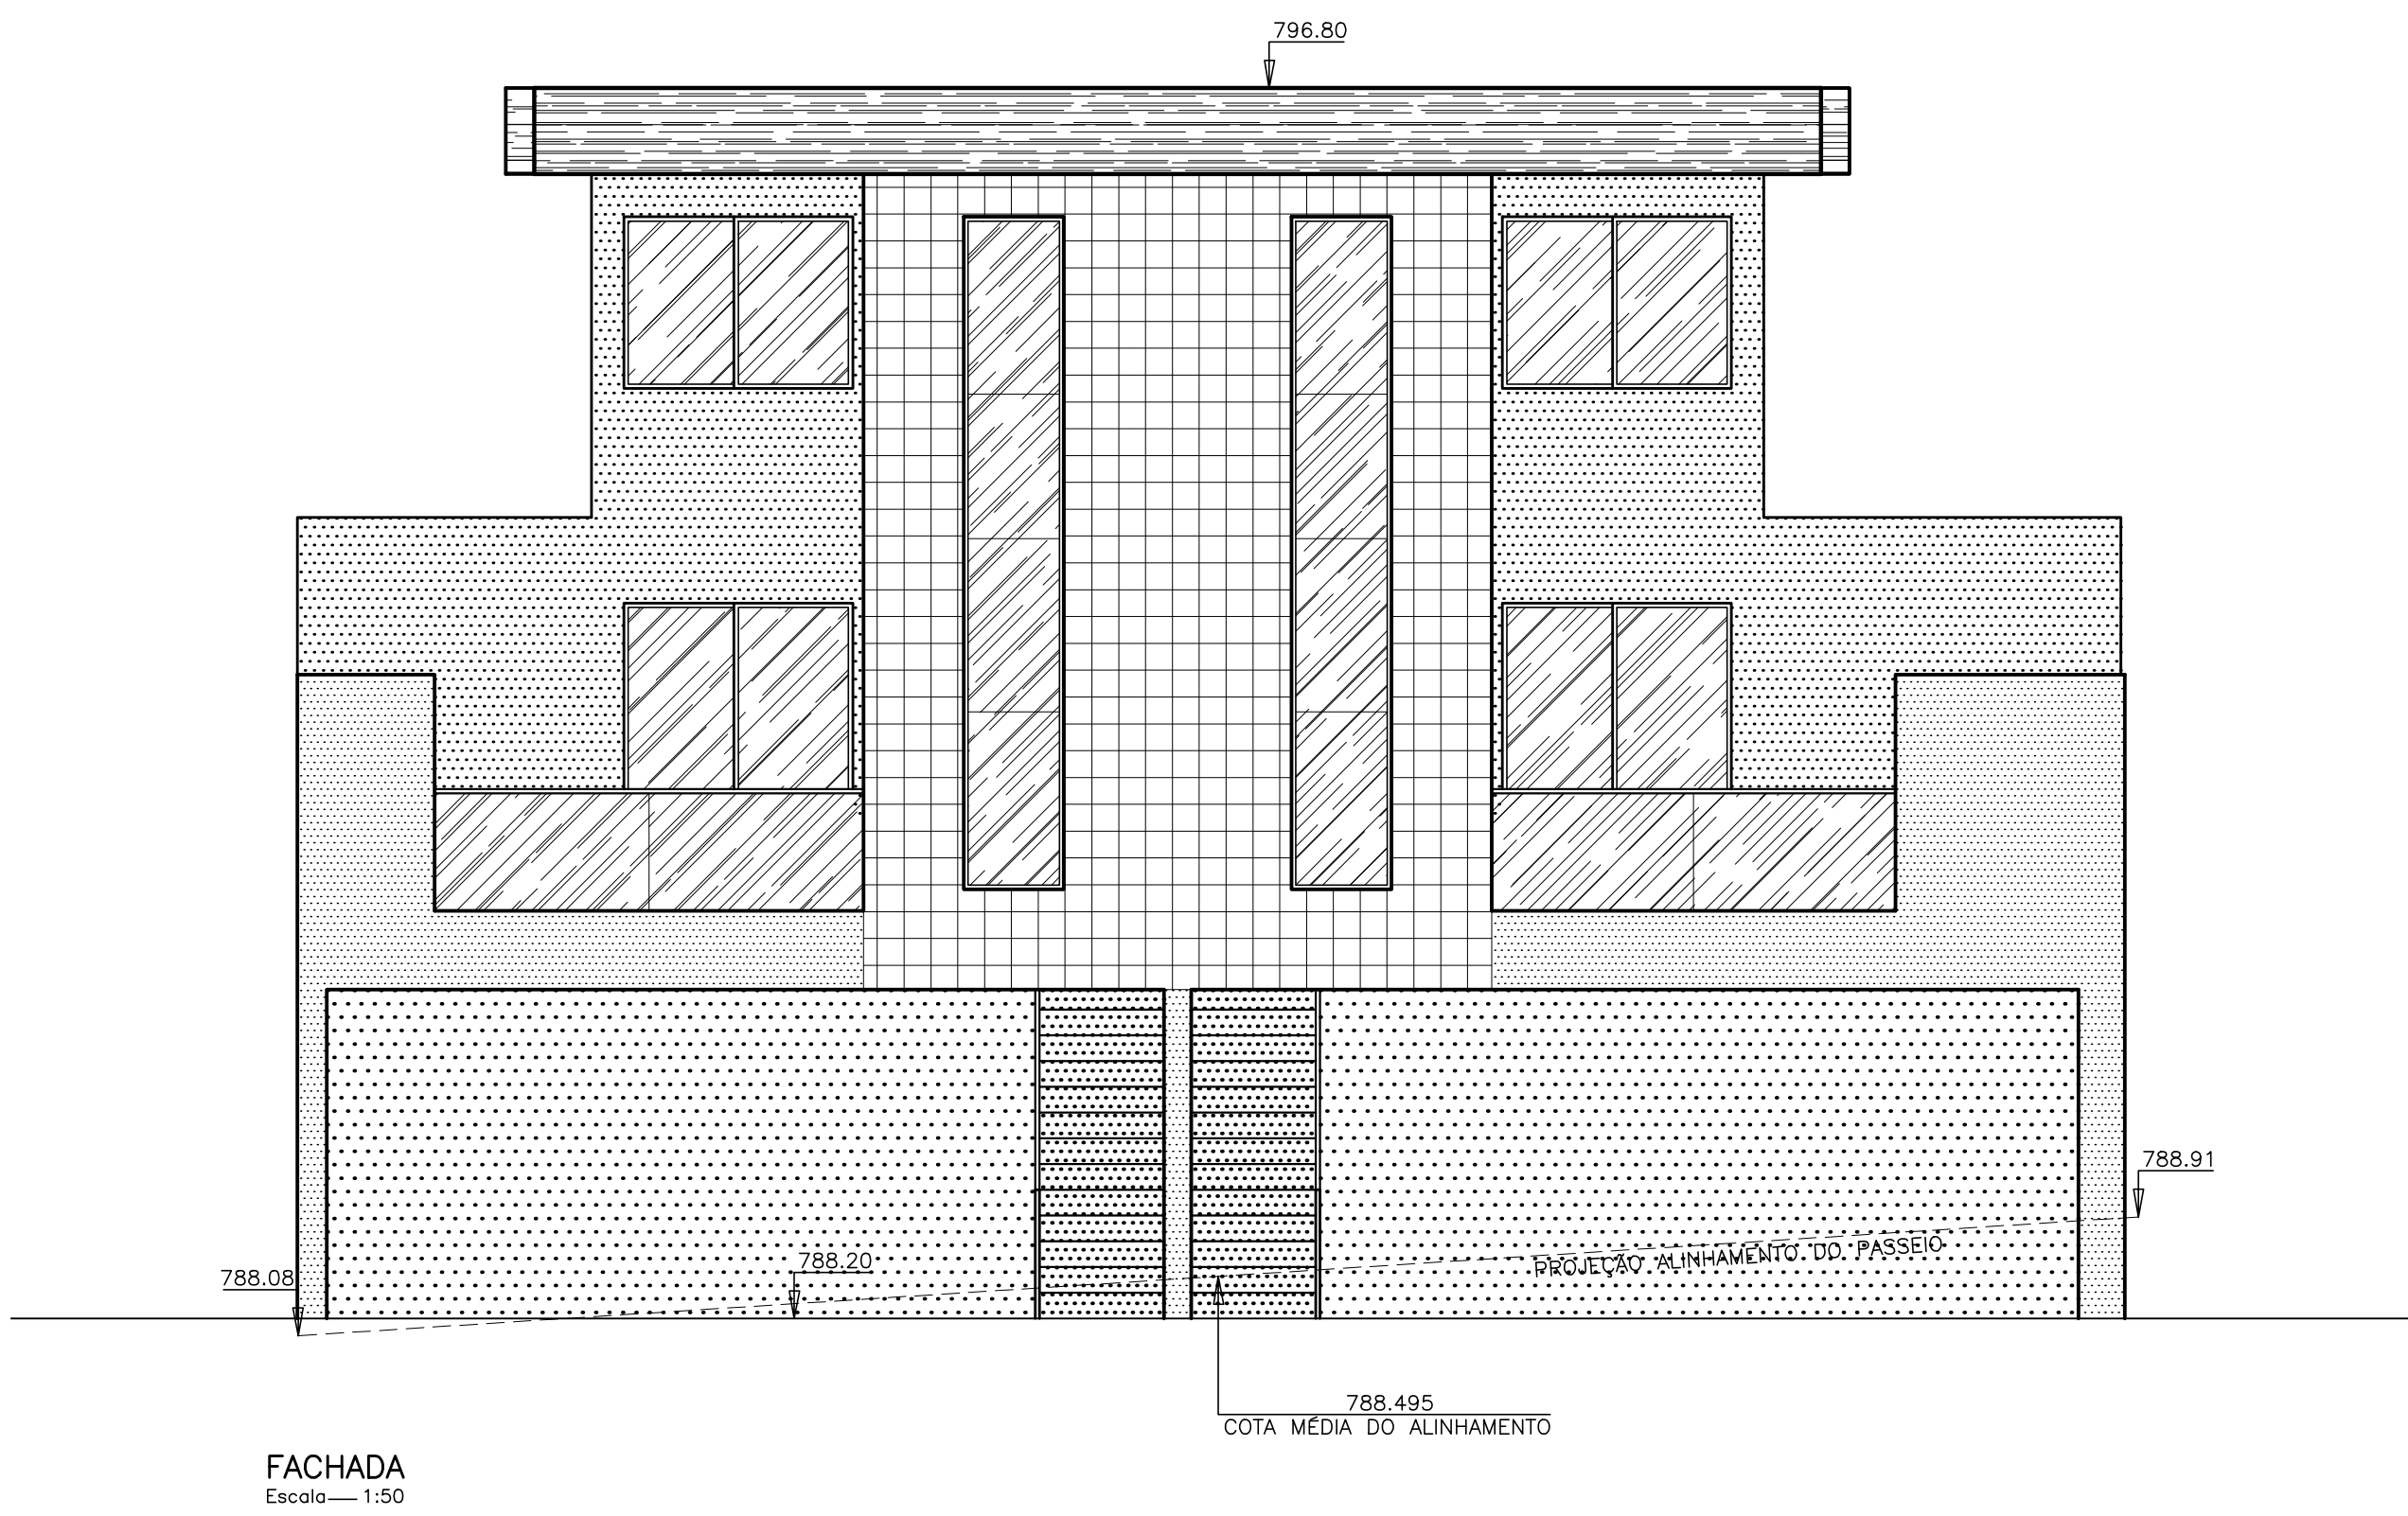 796.80
788.91
PROJEÇÃO ALINHAMENTO DO PASSEIO
788.20
788.08
788.495
COTA MÉDIA DO ALINHAMENTO
FACHADA
Escala — 1:50